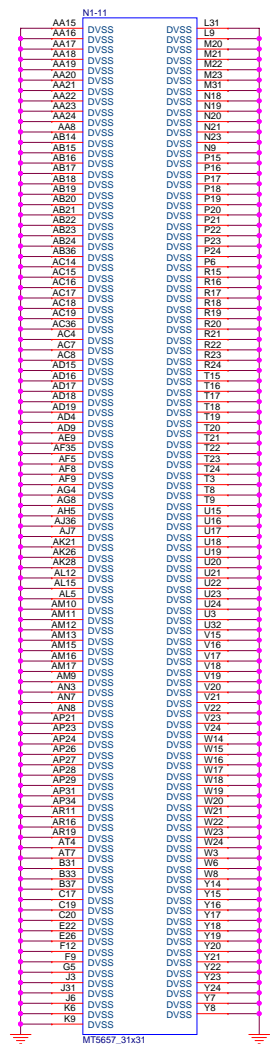 N1-11
AA15 DVSS DVSS L31
AA16 DVSS DVSS L9
AA17 DVSS DVSS M20
AA18 DVSS DVSS M21
AA19 DVSS DVSS M22
AA20 DVSS DVSS M23
AA21 DVSS DVSS M31
AA22 DVSS DVSS N18
AA23 DVSS DVSS N19
AA24 DVSS DVSS N20
AA8 DVSS DVSS N21
AB14 DVSS DVSS N23
AB15 DVSS DVSS N9
AB16 DVSS DVSS P15
AB17 DVSS DVSS P16
AB18 DVSS DVSS P17
AB19 DVSS DVSS P18
AB20 DVSS DVSS P19
AB21 DVSS DVSS P20
AB22 DVSS DVSS P21
AB23 DVSS DVSS P22
AB24 DVSS DVSS P23
AB36 DVSS DVSS P24
AC14 DVSS DVSS P6
AC15 DVSS DVSS R15
AC16 DVSS DVSS R16
AC17 DVSS DVSS R17
AC18 DVSS DVSS R18
AC19 DVSS DVSS R19
AC36 DVSS DVSS R20
AC4 DVSS DVSS R21
AC7 DVSS DVSS R22
AC8 DVSS DVSS R23
AD15 DVSS DVSS R24
AD16 DVSS DVSS T15
AD17 DVSS DVSS T16
AD18 DVSS DVSS T17
AD19 DVSS DVSS T18
AD4 DVSS DVSS T19
AD9 DVSS DVSS T20
AE9 DVSS DVSS T21
AF35 DVSS DVSS T22
AF5 DVSS DVSS T23
AF8 DVSS DVSS T24
AF9 DVSS DVSS T3
AG4 DVSS DVSS T8
AG8 DVSS DVSS T9
AH5 DVSS DVSS U15
AJ36 DVSS DVSS U16
AJ7 DVSS DVSS U17
AK21 DVSS DVSS U18
AK26 DVSS DVSS U19
AK28 DVSS DVSS U20
AL12 DVSS DVSS U21
AL15 DVSS DVSS U22
AL5 DVSS DVSS U23
AM10 DVSS DVSS U24
AM11 DVSS DVSS U3
AM12 DVSS DVSS U32
AM13 DVSS DVSS V15
AM15 DVSS DVSS V16
AM16 DVSS DVSS V17
AM17 DVSS DVSS V18
AM9 DVSS DVSS V19
AN3 DVSS DVSS V20
AN7 DVSS DVSS V21
AN8 DVSS DVSS V22
AP21 DVSS DVSS V23
AP23 DVSS DVSS V24
AP24 DVSS DVSS W14
AP26 DVSS DVSS W15
AP27 DVSS DVSS W16
AP28 DVSS DVSS W17
AP29 DVSS DVSS W18
AP31 DVSS DVSS W19
AP34 DVSS DVSS W20
AR11 DVSS DVSS W21
AR16 DVSS DVSS W22
AR19 DVSS DVSS W23
AT4 DVSS DVSS W24
AT7 DVSS DVSS W3
B31 DVSS DVSS W6
B33 DVSS DVSS W8
B37 DVSS DVSS Y14
C17 DVSS DVSS Y15
C19 DVSS DVSS Y16
C20 DVSS DVSS Y17
E22 DVSS DVSS Y18
E26 DVSS DVSS Y19
F12 DVSS DVSS Y20
F9 DVSS DVSS Y21
G5 DVSS DVSS Y22
J3 DVSS DVSS Y23
J31 DVSS DVSS Y24
J6 DVSS DVSS Y7
K6 DVSS DVSS Y8
K9 DVSS
MT5657_31x31